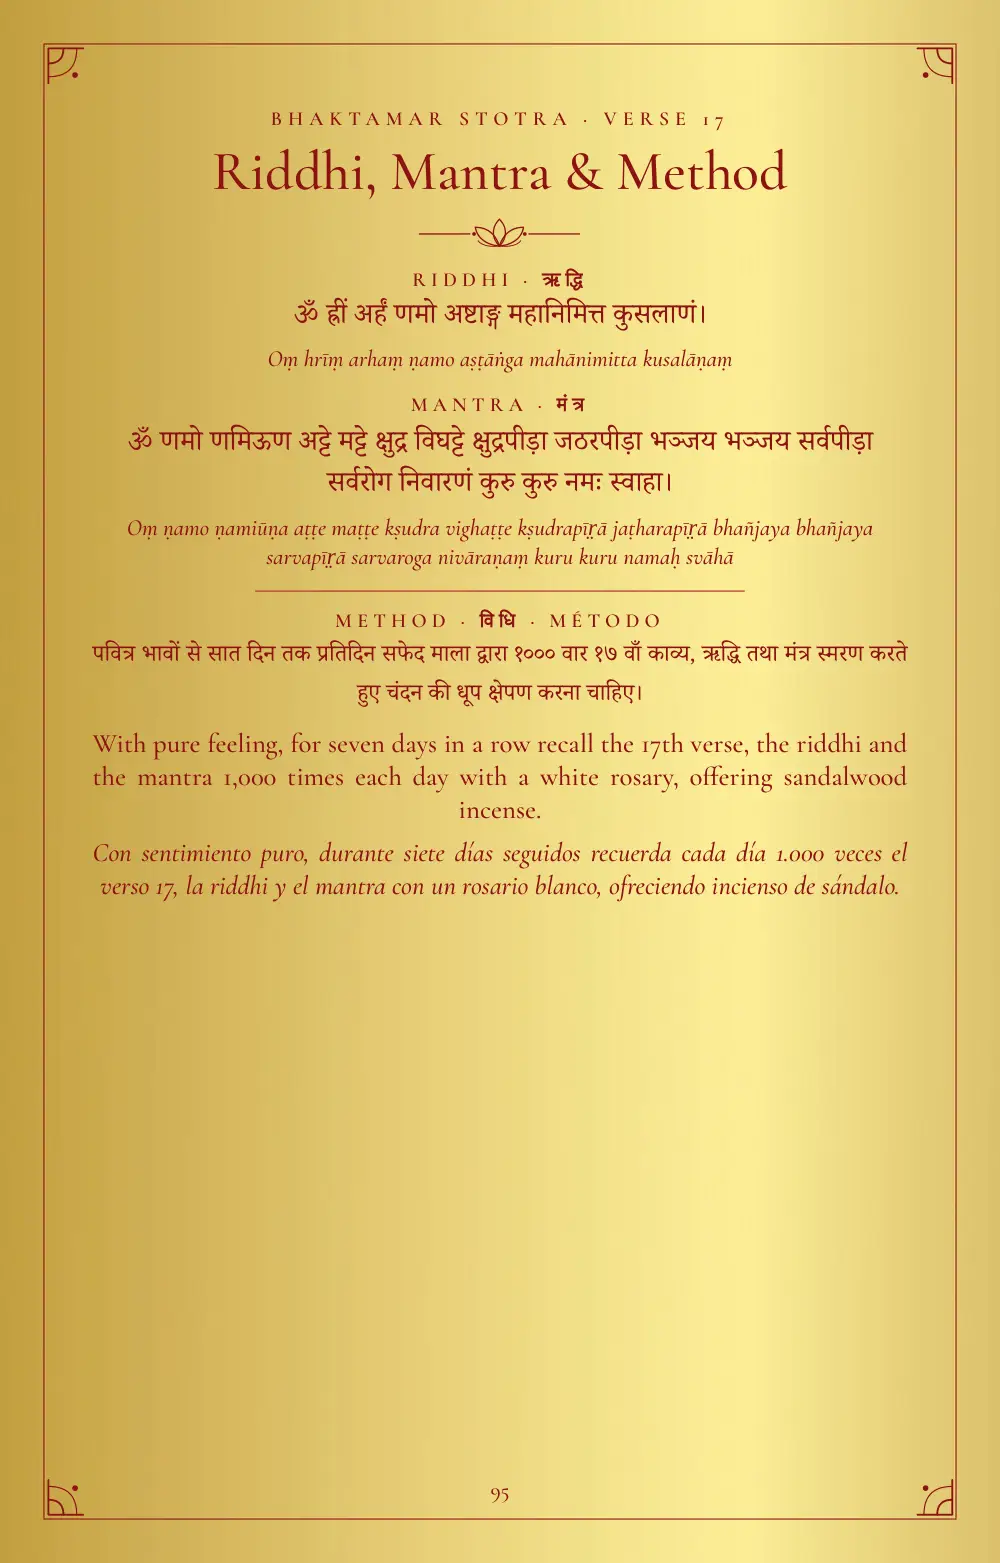 BHAKTAMAR STOTRA · VERSE 17
Riddhi, Mantra & Method
RIDDHI · ऋद्धि
ॐ ह्रीं अर्हं णमो अष्टाङ्ग महानिमित्त कुसलाणं।
Oṃ hrīṃ arhaṃ ṇamo aṣṭāṅga mahānimitta kusalāṇaṃ
MANTRA · मंत्र
ॐ णमो णमिऊण अट्टे मट्टे क्षुद्र विघट्टे क्षुद्रपीड़ा जठरपीड़ा भञ्जय भञ्जय सर्वपीड़ा
सर्वरोग निवारणं कुरु कुरु नमः स्वाहा।
Oṃ ṇamo ṇamiūṇa aṭṭe maṭṭe kṣudra vighaṭṭe kṣudrapīṛā jaṭharapīṛā bhañjaya bhañjaya
sarvapīṛā sarvaroga nivāraṇaṃ kuru kuru namaḥ svāhā
METHOD · विधि · MÉTODO
पवित्र भावों से सात दिन तक प्रतिदिन सफेद माला द्वारा १००० वार १७ वाँ काव्य, ऋद्धि तथा मंत्र स्मरण करते
हुए चंदन की धूप क्षेपण करना चाहिए।
With pure feeling, for seven days in a row recall the 17th verse, the riddhi and
the mantra 1,000 times each day with a white rosary, offering sandalwood
incense.
Con sentimiento puro, durante siete días seguidos recuerda cada día 1.000 veces el
verso 17, la riddhi y el mantra con un rosario blanco, ofreciendo incienso de sándalo.
95